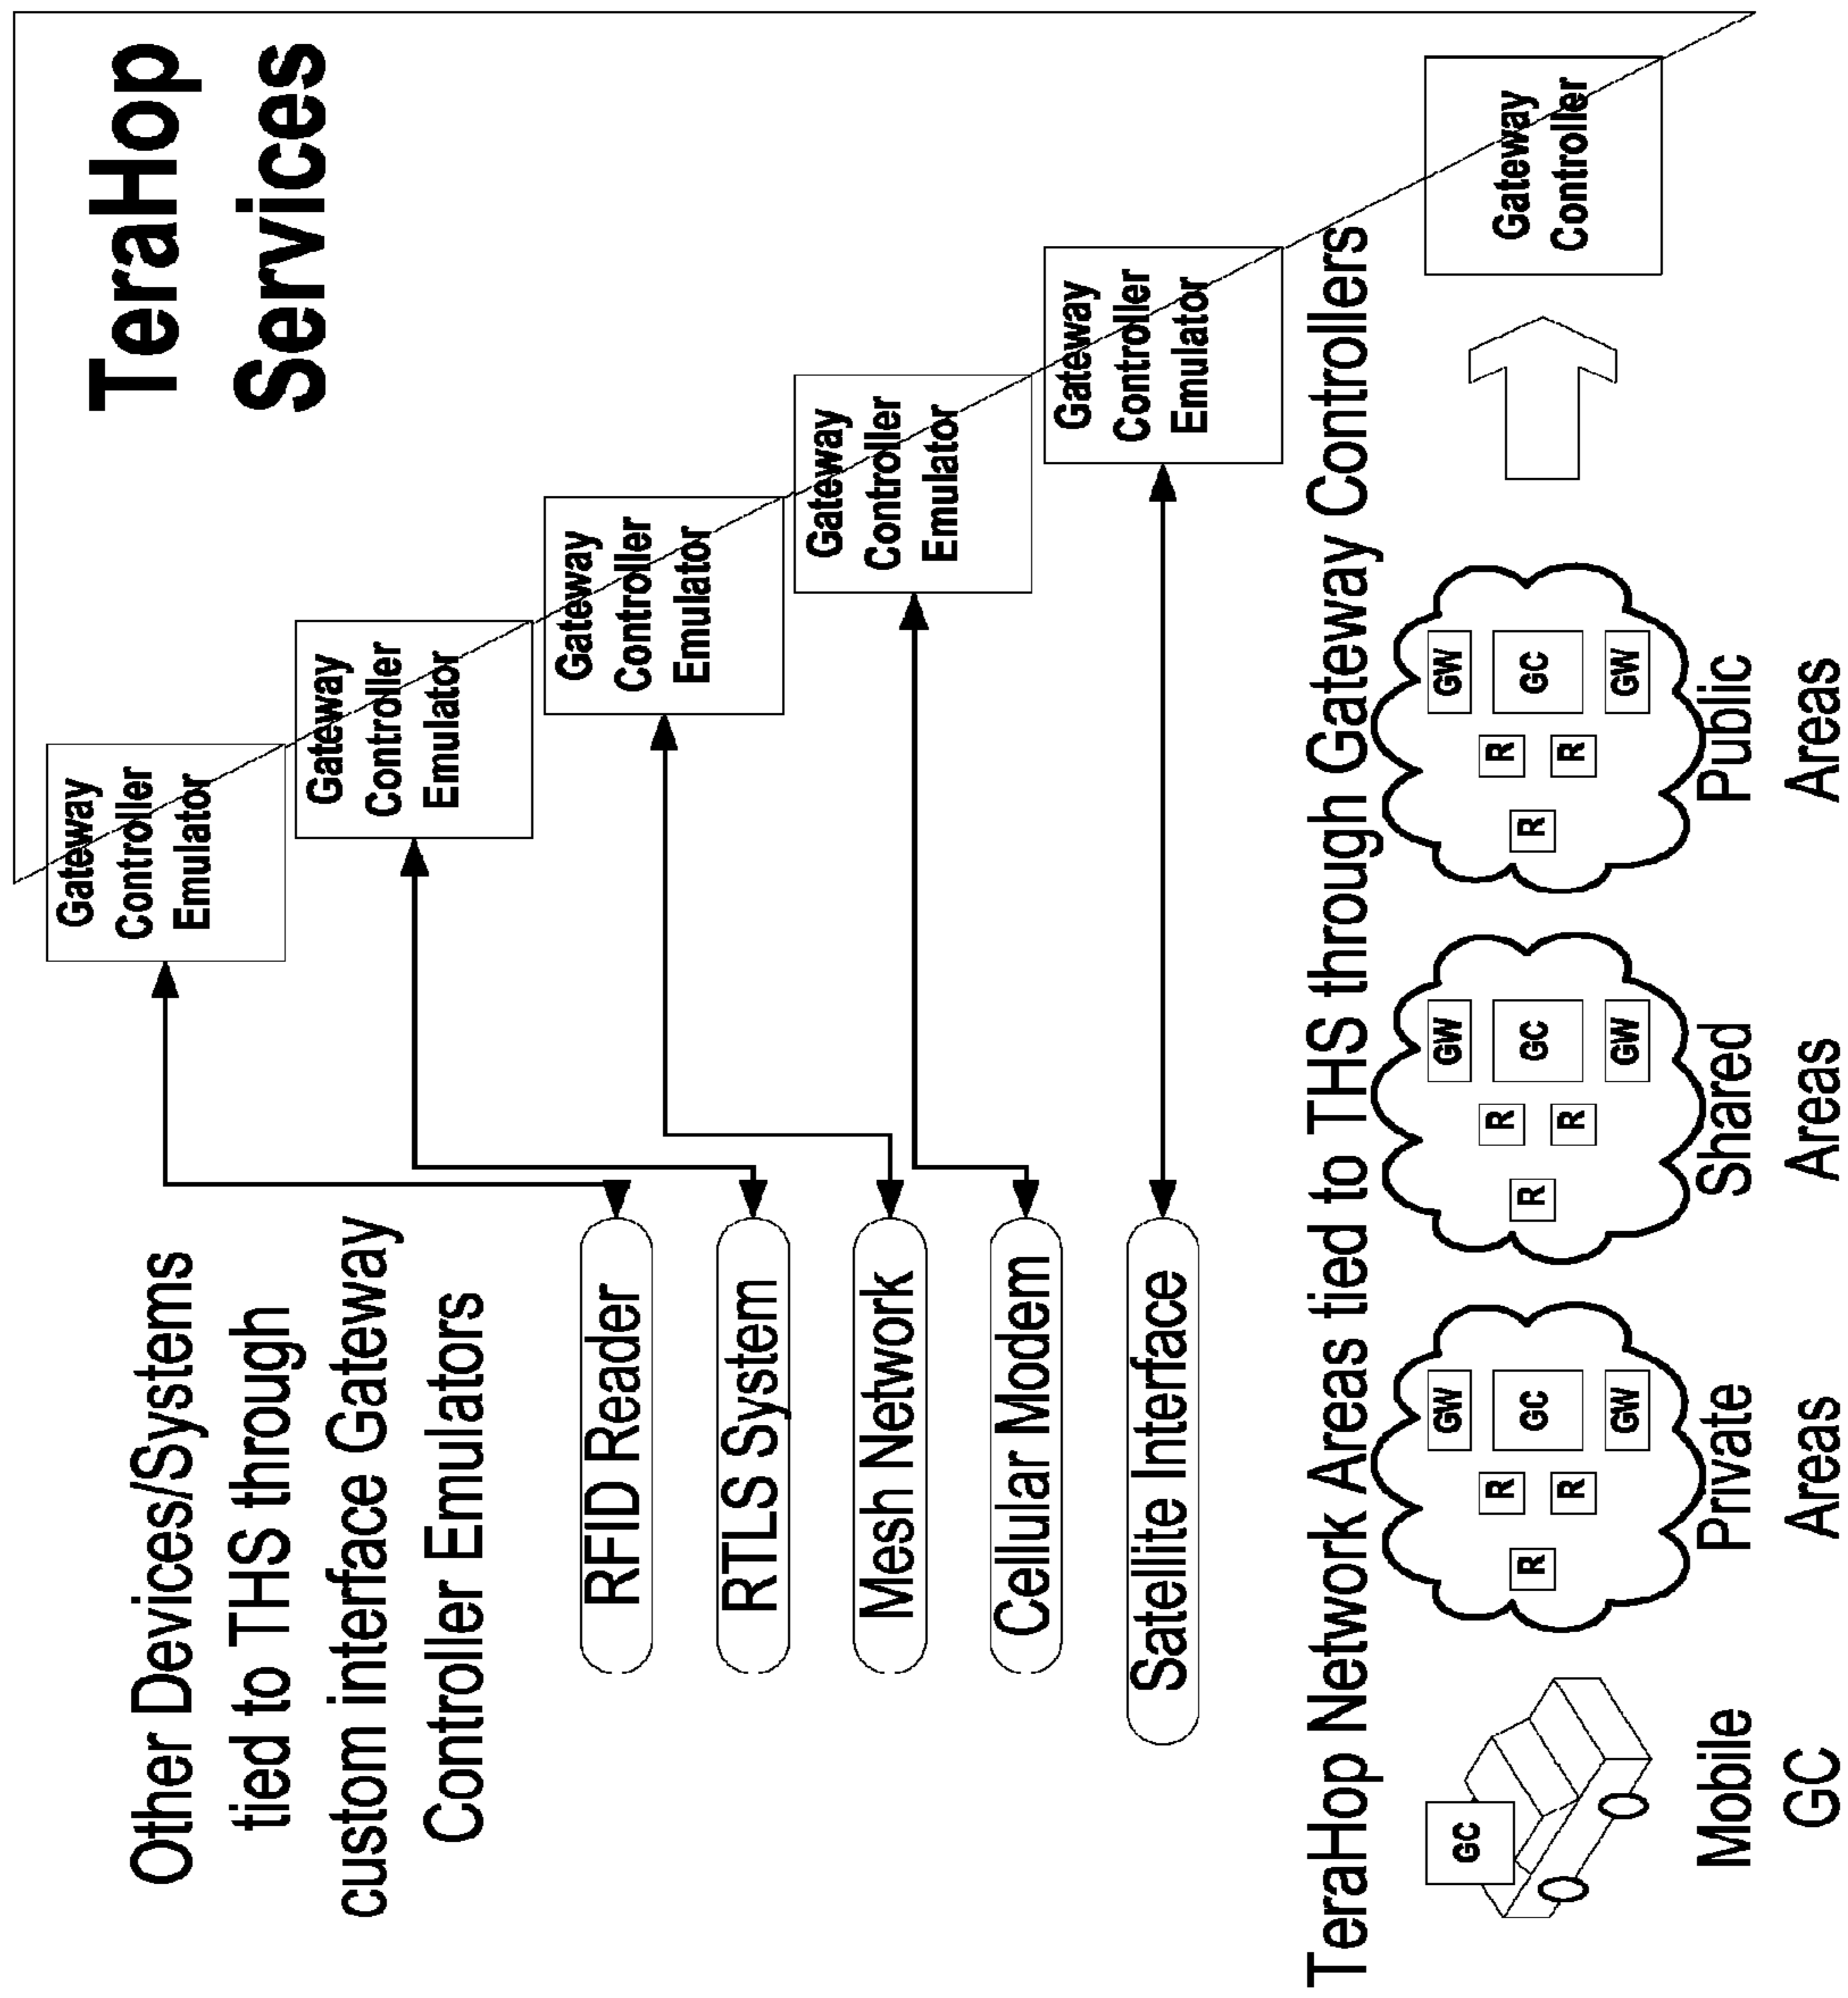 TeraHop
Services
Other Devices/Systems
tied to THS through
custom interface Gateway
Controller Emulators
Gateway
Controller
Emulator
Gateway
Controller
Emulator
Gateway
Controller
Emulator
Gateway
Controller
Emulator
Gateway
Controller
Emulator
RFID Reader
RTLS System
Mesh Network
Cellular Modem
Satellite Interface
TeraHop Network Areas tied to THS through Gateway Controllers
GC
Mobile
GC
GW
R
R
R
GC
GW
Private
Areas
GW
R
R
R
GC
GW
Shared
Areas
GW
R
R
R
GC
GW
Public
Areas
Gateway
Controller